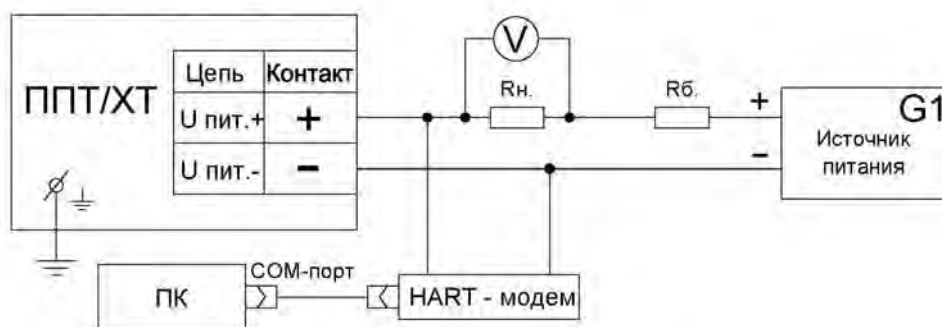 ППТ/ХТ
Цепь Контакт
U пит.+ +
U пит.- –
V
Rн.
Rб.
+
–
G1
Источник
питания
COM-порт
ПК
HART - модем